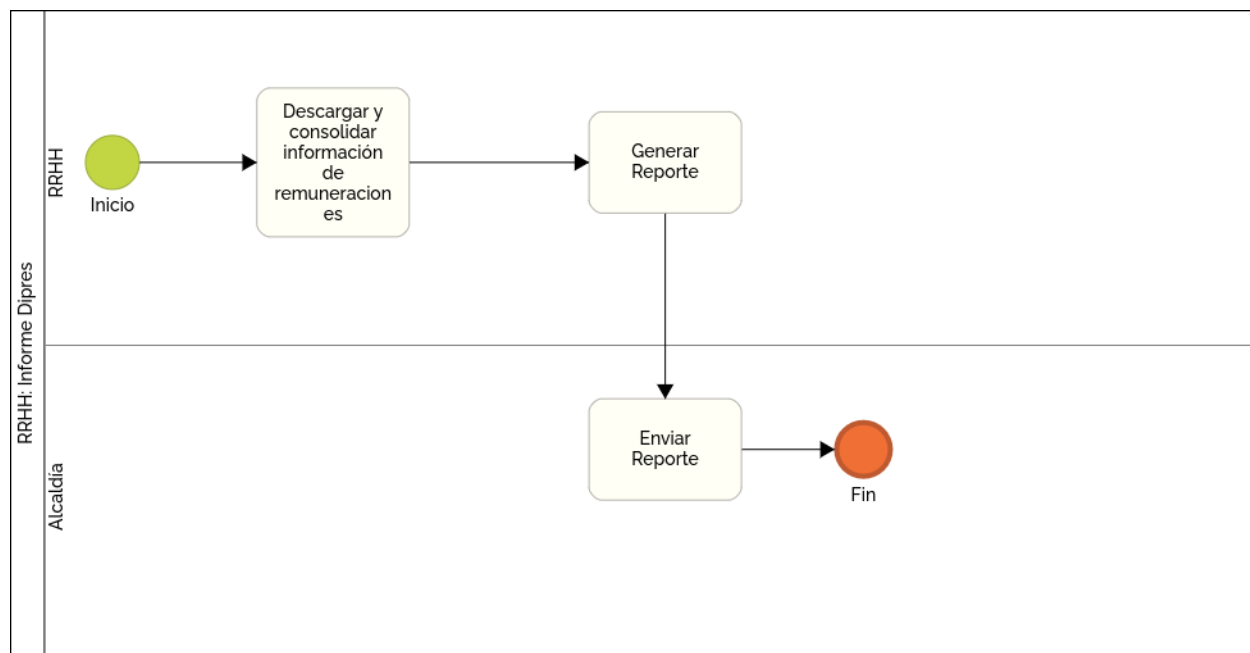 RRHH: Informe Dipres
RRHH
Inicio
Descargar y
consolidar
información
de
remuneracion
es
Generar
Reporte
Alcaldía
Enviar
Reporte
Fin